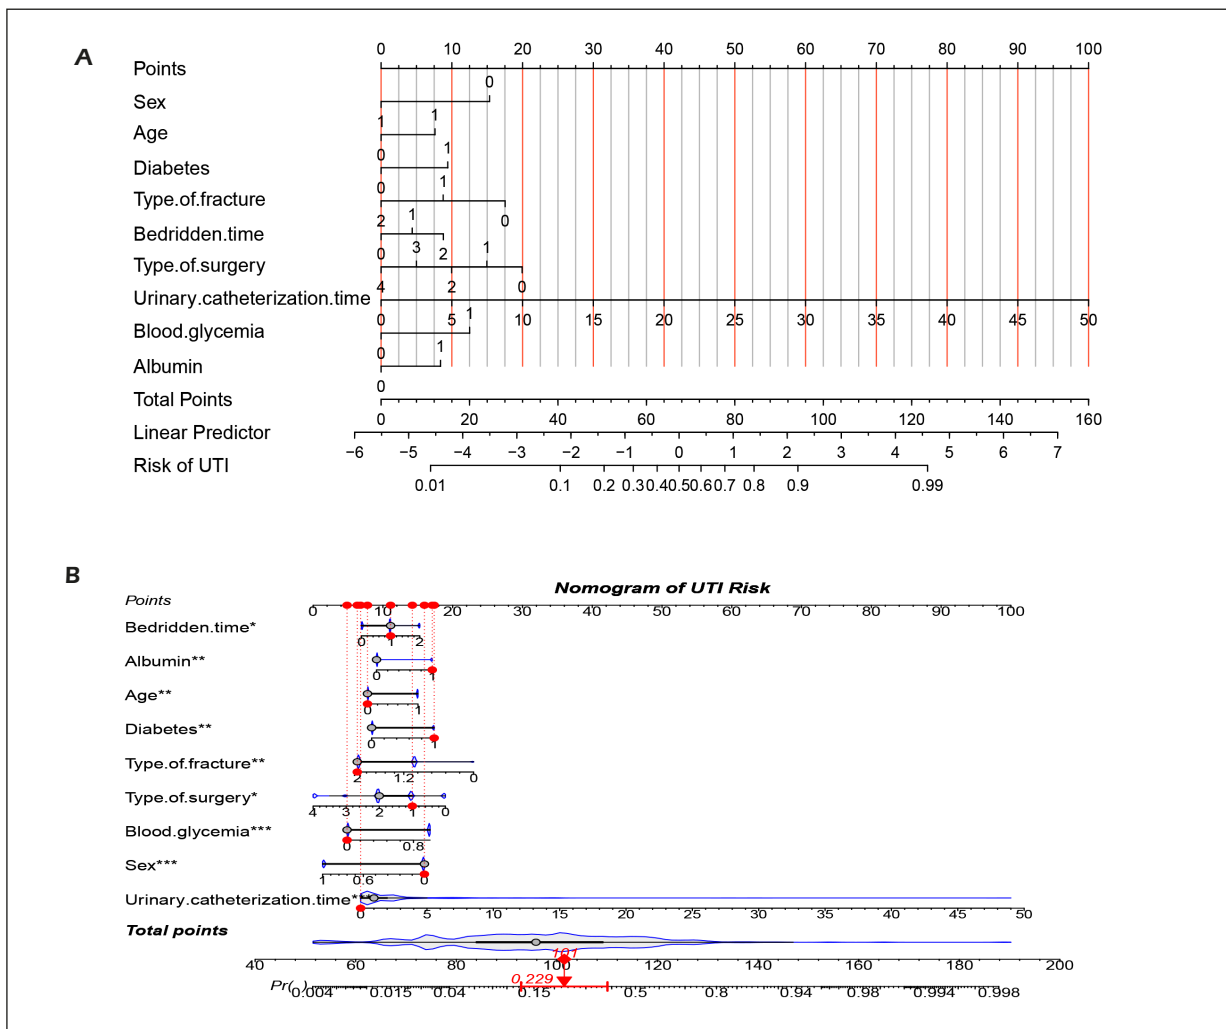 A
0 10 20 30 40 50 60 70 80 90 100
Points
0
Sex
1 1
Age
0 1
Diabetes
0 1
Type.of.fracture
2 1 0
Bedridden.time
0 3 2 1
Type.of.surgery
4 2 0
Urinary.catheterization.time
0 5 1 10 15 20 25 30 35 40 45 50
Blood.glycemia
0 1
Albumin
0
Total Points
0 20 40 60 80 100 120 140 160
Linear Predictor
−6 −5 −4 −3 −2 −1 0 1 2 3 4 5 6 7
Risk of UTI
0.01 0.1 0.2 0.3 0.4 0.5 0.6 0.7 0.8 0.9 0.99
B
Nomogram of UTI Risk
Points
0 10 20 30 40 50 60 70 80 90 100
Bedridden.time*
0 1 2
Albumin**
0 1
Age**
0 1
Diabetes**
0 1
Type.of.fracture**
2 1.2 0
Type.of.surgery*
4 3 2 1 0
Blood.glycemia***
0 0.8
Sex***
1 0.6 0
Urinary.catheterization.time*
0 5 10 15 20 25 30 35 40 45 50
Total points
101
40 60 80 100 120 140 160 180 200
0.229
Pr( )
0.004 0.015 0.04 0.15 0.5 0.8 0.94 0.98 0.994 0.998